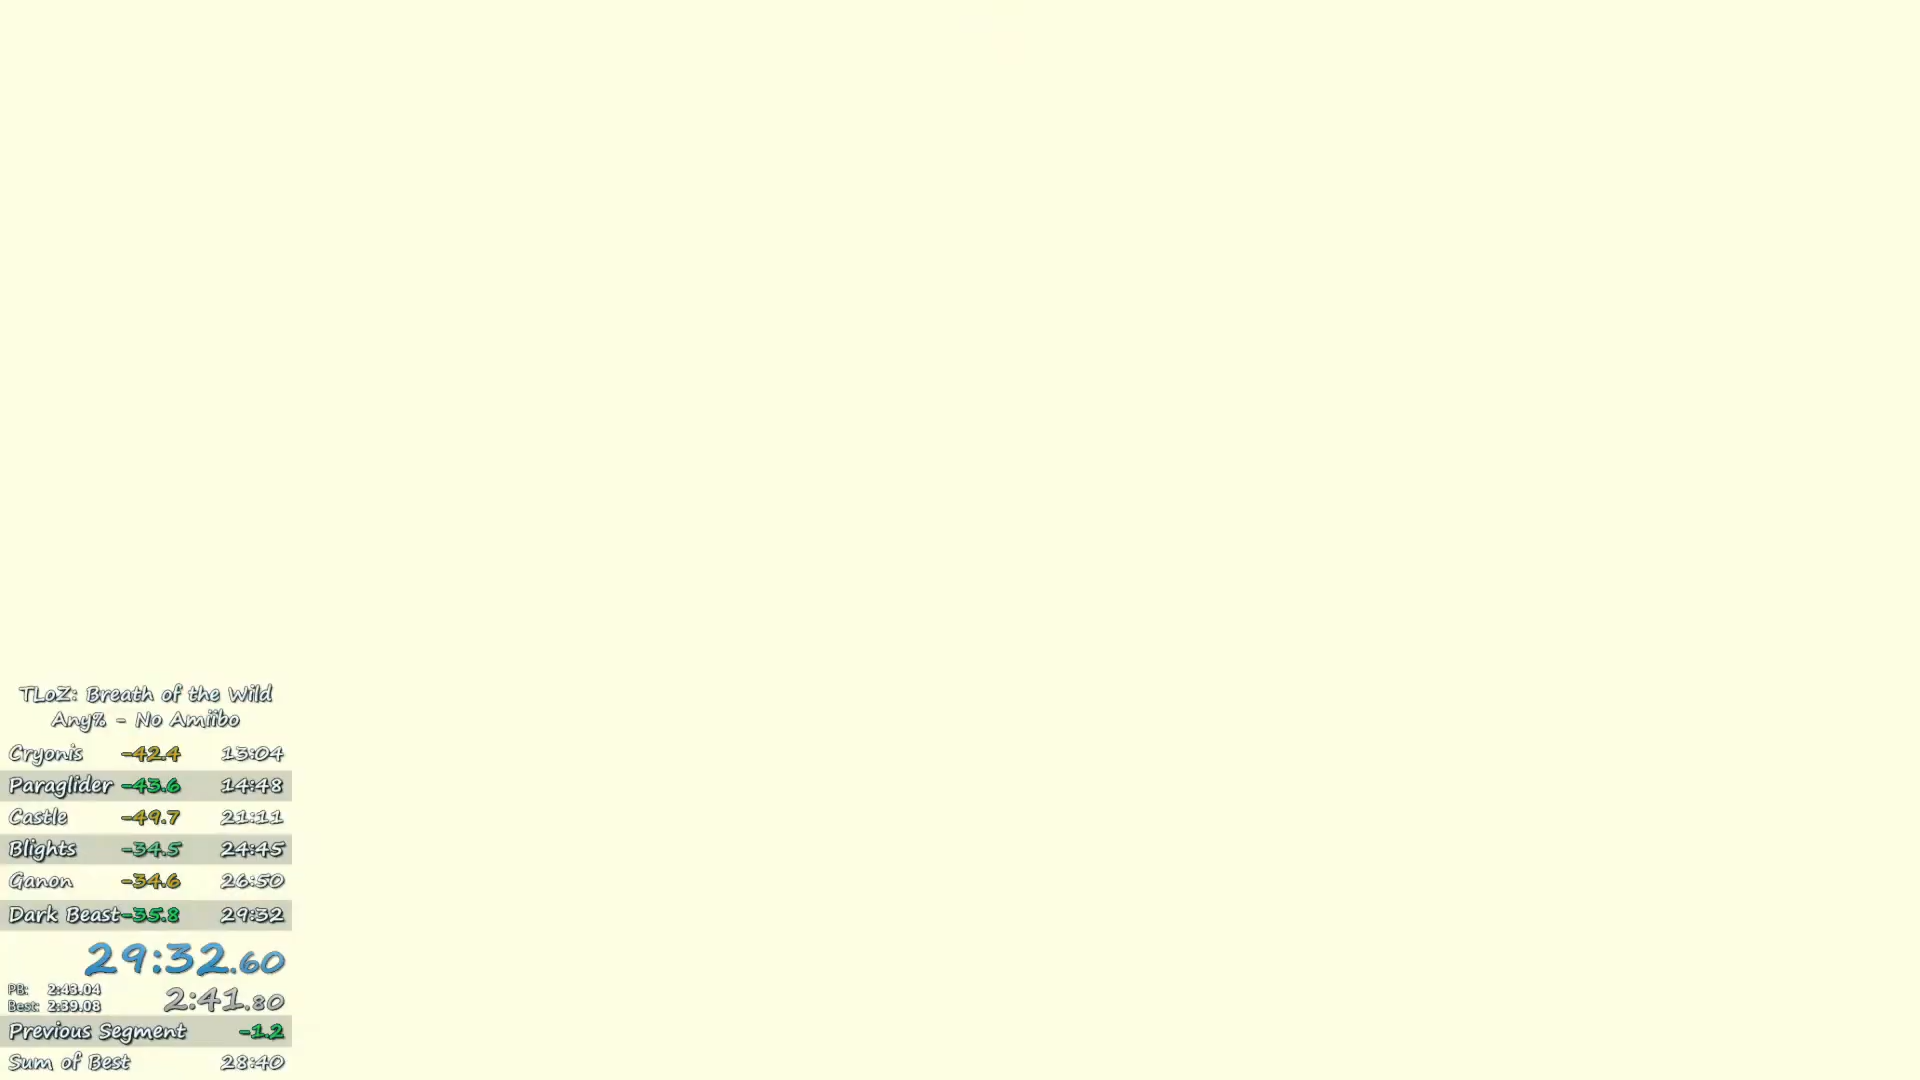 TLoZ: Breath of the Wild
Any% - No Amiibo
Cryonis -42.4 13:04
Paraglider -43.6 14:48
Castle -49.7 21:11
Blights -34.5 24:45
Ganon -34.6 26:50
Dark Beast -35.8 29:32
29:32.60
PB: 2:43.04
Best: 2:39.08
2:41.80
Previous Segment -1.2
Sum of Best 28:40